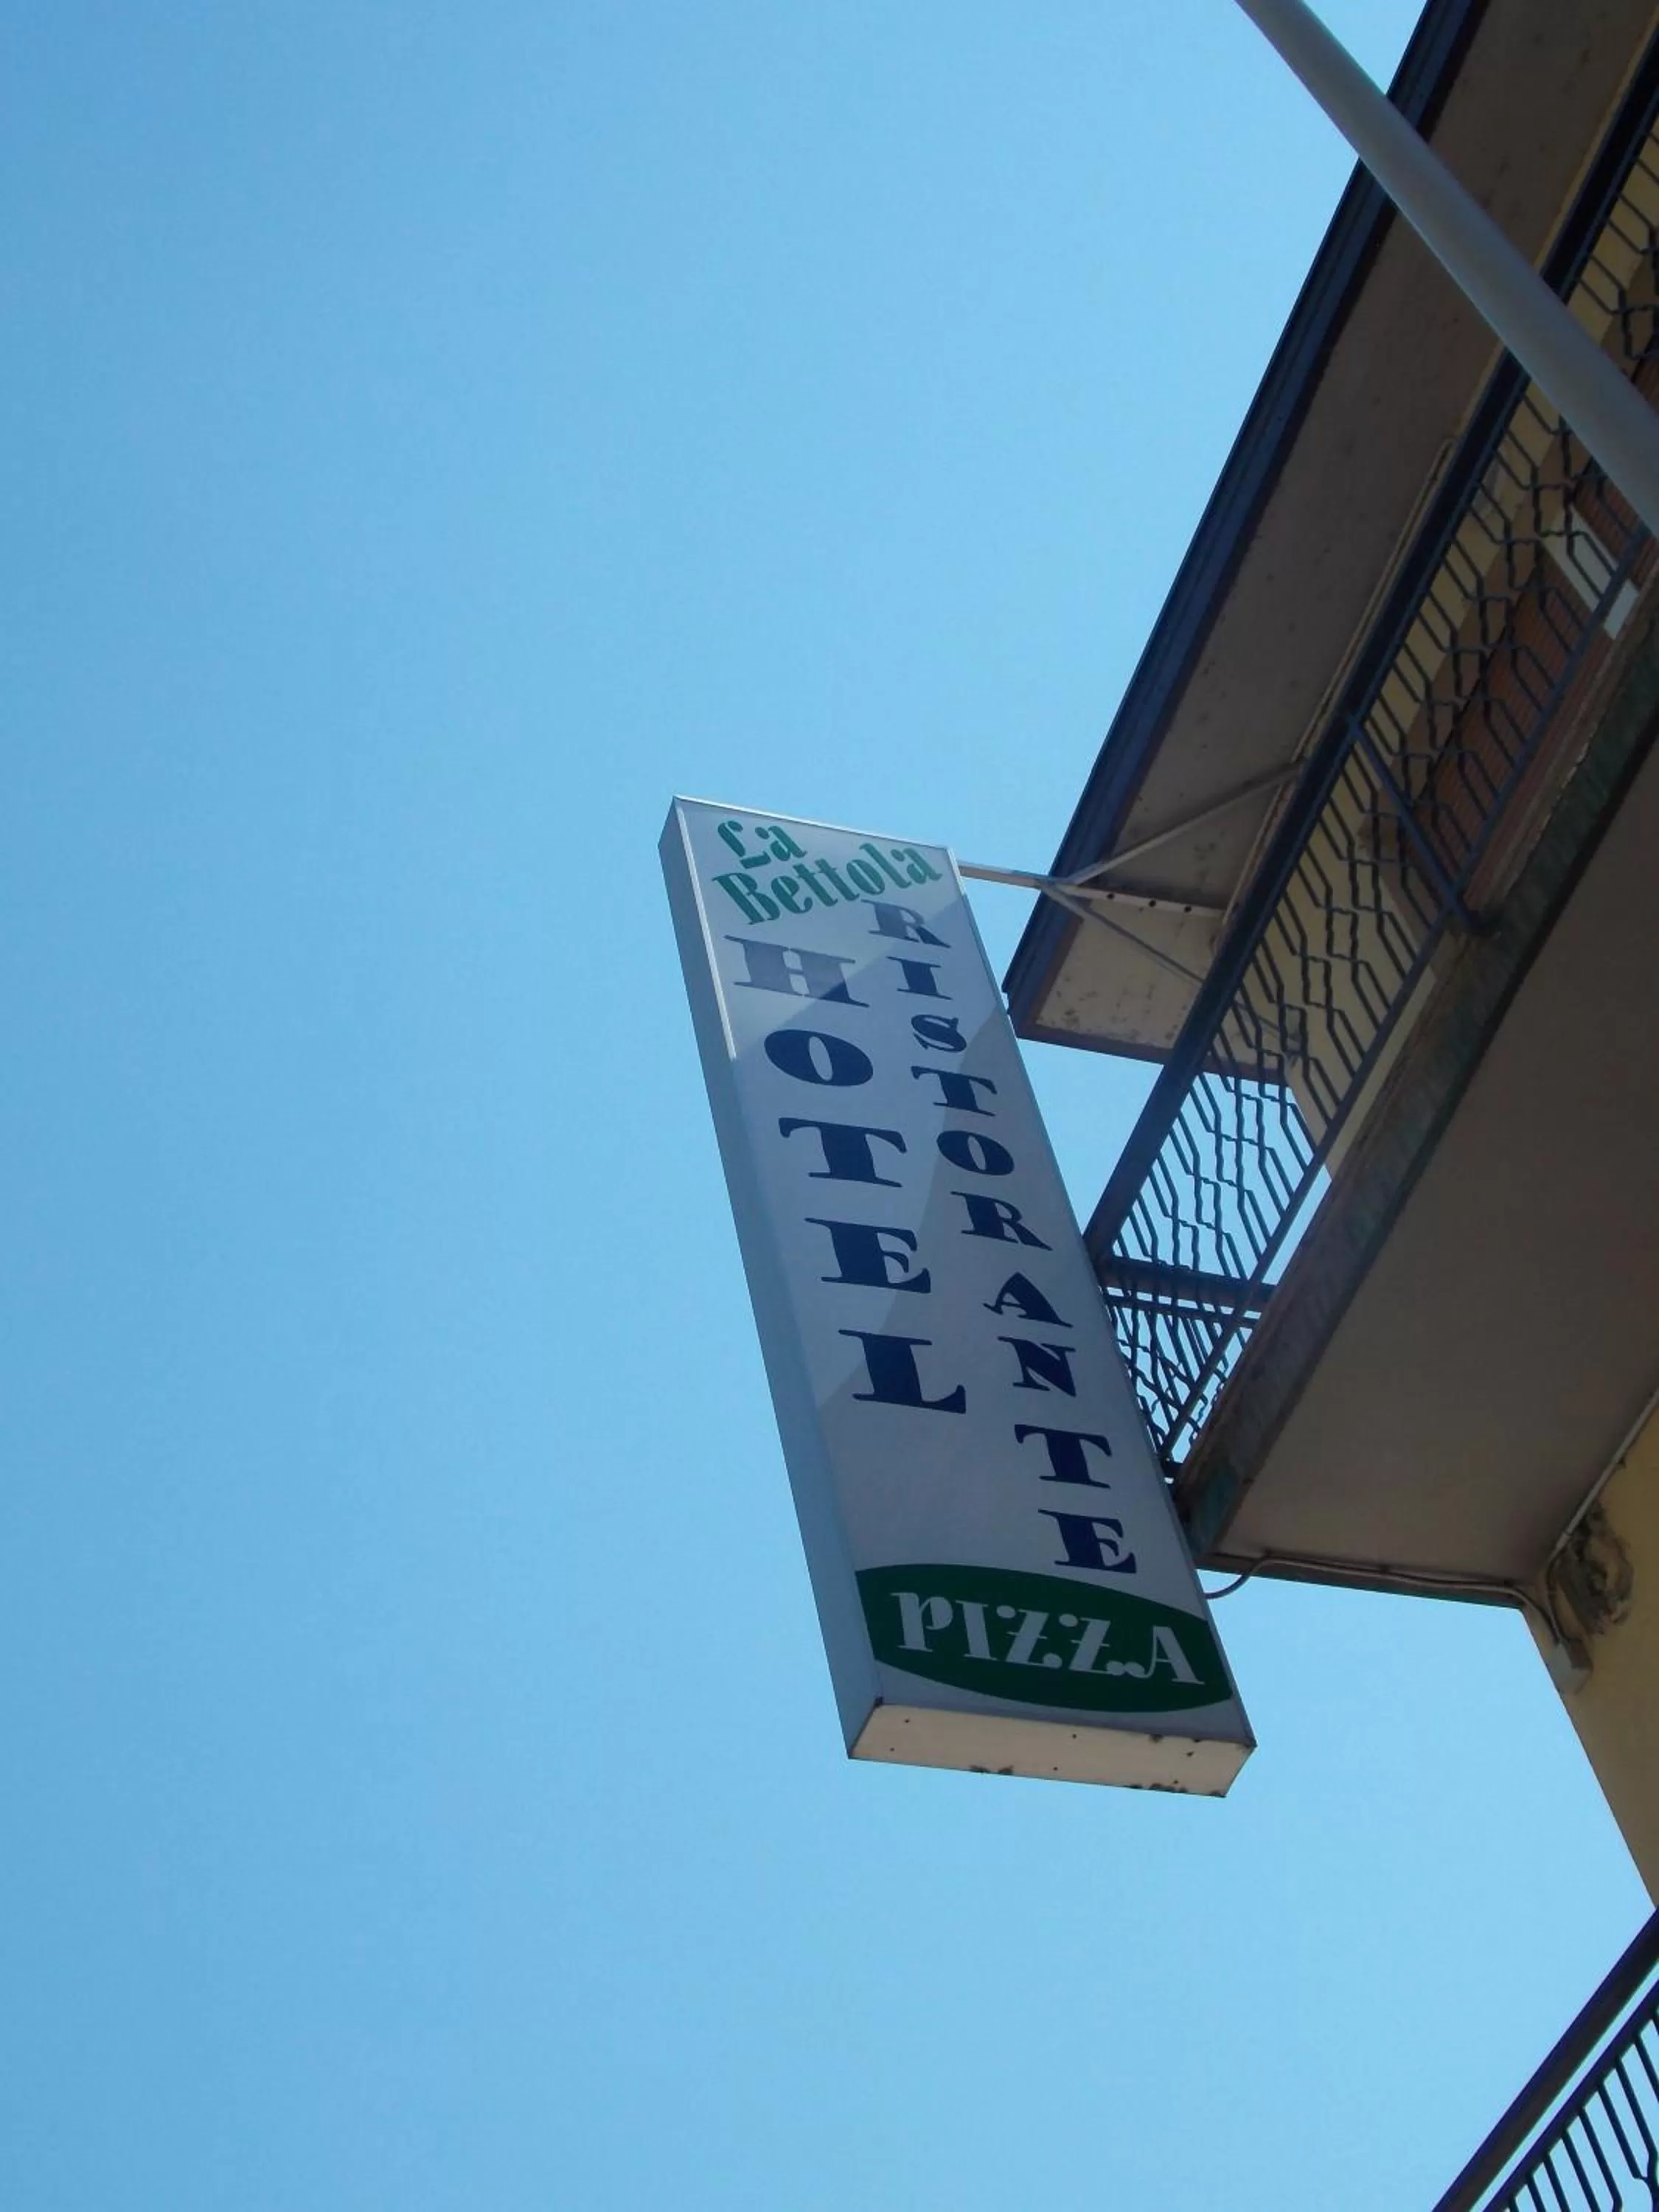 La
Bettola
HOTEL
RISTORANTE
PIZZA